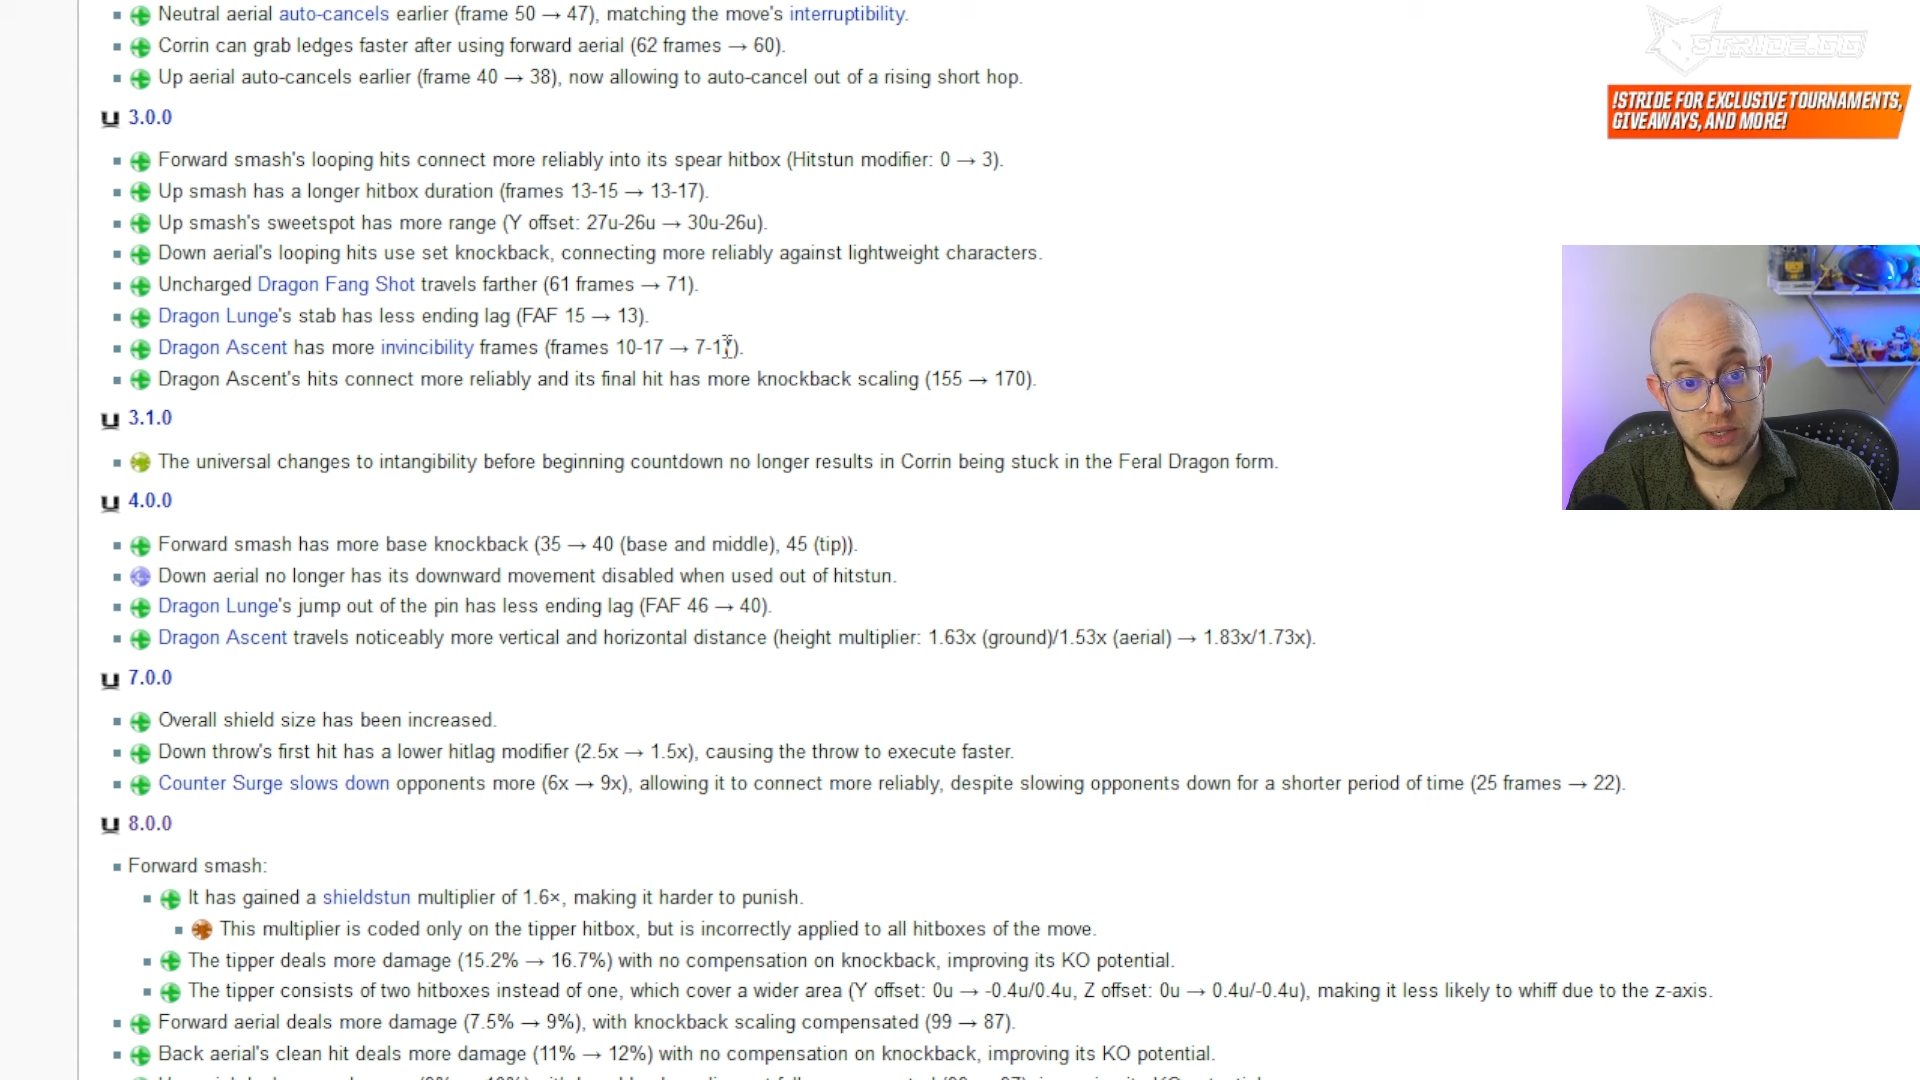 Neutral aerial auto-cancels earlier (frame 50 → 47), matching the move's interruptibility.
Corrin can grab ledges faster after using forward aerial (62 frames → 60).
Up aerial auto-cancels earlier (frame 40 → 38), now allowing to auto-cancel out of a rising short hop.
3.0.0
Forward smash's looping hits connect more reliably into its spear hitbox (Hitstun modifier: 0 → 3).
Up smash has a longer hitbox duration (frames 13-15 → 13-17).
Up smash's sweetspot has more range (Y offset: 27u-26u → 30u-26u).
Down aerial's looping hits use set knockback, connecting more reliably against lightweight characters.
Uncharged Dragon Fang Shot travels farther (61 frames → 71).
Dragon Lunge's stab has less ending lag (FAF 15 → 13).
Dragon Ascent has more invincibility frames (frames 10-17 → 7-17).
Dragon Ascent's hits connect more reliably and its final hit has more knockback scaling (155 → 170).
3.1.0
The universal changes to intangibility before beginning countdown no longer results in Corrin being stuck in the Feral Dragon form.
4.0.0
Forward smash has more base knockback (35 → 40 (base and middle), 45 (tip)).
Down aerial no longer has its downward movement disabled when used out of hitstun.
Dragon Lunge's jump out of the pin has less ending lag (FAF 46 → 40).
Dragon Ascent travels noticeably more vertical and horizontal distance (height multiplier: 1.63x (ground)/1.53x (aerial) → 1.83x/1.73x).
7.0.0
Overall shield size has been increased.
Down throw's first hit has a lower hitlag modifier (2.5x → 1.5x), causing the throw to execute faster.
Counter Surge slows down opponents more (6x → 9x), allowing it to connect more reliably, despite slowing opponents down for a shorter period of time (25 frames → 22).
8.0.0
Forward smash:
It has gained a shieldstun multiplier of 1.6×, making it harder to punish.
This multiplier is coded only on the tipper hitbox, but is incorrectly applied to all hitboxes of the move.
The tipper deals more damage (15.2% → 16.7%) with no compensation on knockback, improving its KO potential.
The tipper consists of two hitboxes instead of one, which cover a wider area (Y offset: 0u → -0.4u/0.4u, Z offset: 0u → 0.4u/-0.4u), making it less likely to whiff due to the z-axis.
Forward aerial deals more damage (7.5% → 9%), with knockback scaling compensated (99 → 87).
Back aerial's clean hit deals more damage (11% → 12%) with no compensation on knockback, improving its KO potential.
STRIDE.GG
!STRIDE FOR EXCLUSIVE TOURNAMENTS,
GIVEAWAYS, AND MORE!